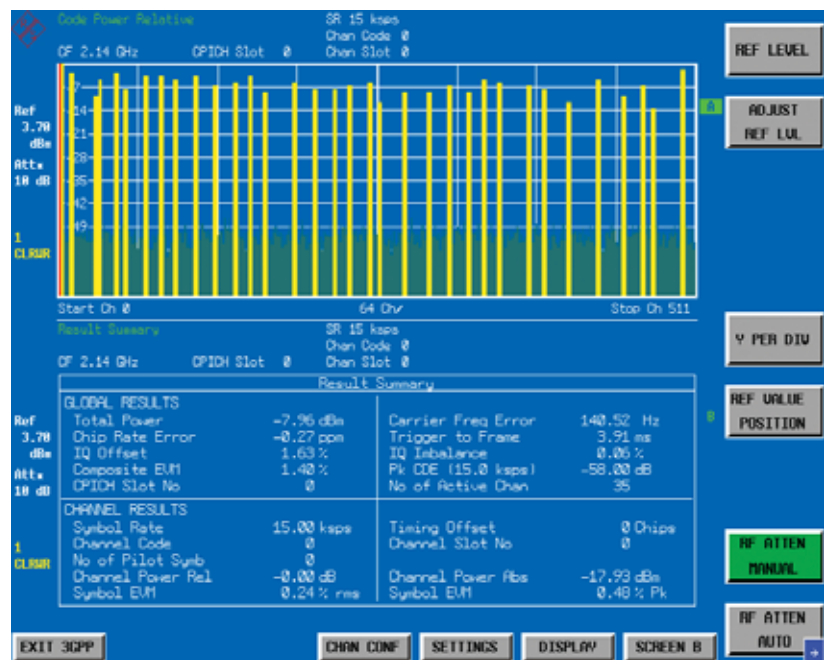 Code Power Relative SR 15 ksps
Chan Code 0
CF 2.14 GHz CPICH Slot 0 Chan Slot 0
REF LEVEL
-7
-14
-21
-28
-35
-42
-49
Ref
3.70
dBm
Att*
10 dB
1
CLRWR
A
ADJUST
REF LVL
Start Ch 0 64 Ch/ Stop Ch 511
Result Summary SR 15 ksps
Chan Code 0
CF 2.14 GHz CPICH Slot 0 Chan Slot 0
Y PER DIV
Result Summary
REF VALUE
POSITION
B
Ref
3.70
dBm
Att*
10 dB
1
CLRWR
GLOBAL RESULTS
Total Power -7.96 dBm Carrier Freq Error 140.52 Hz
Chip Rate Error -0.27 ppm Trigger to Frame 3.91 ms
IQ Offset 1.63 % IQ Imbalance 0.06 %
Composite EVM 1.40 % Pk CDE (15.0 ksps) -58.00 dB
CPICH Slot No 0 No of Active Chan 35
CHANNEL RESULTS
Symbol Rate 15.00 ksps Timing Offset 0 Chips
Channel Code 0 Channel Slot No 0
No of Pilot Symb 0
Channel Power Rel -0.00 dB Channel Power Abs -17.93 dBm
Symbol EVM 0.24 % rms Symbol EVM 0.48 % Pk
RF ATTEN
MANUAL
RF ATTEN
AUTO
EXIT 3GPP CHAN CONF SETTINGS DISPLAY SCREEN B